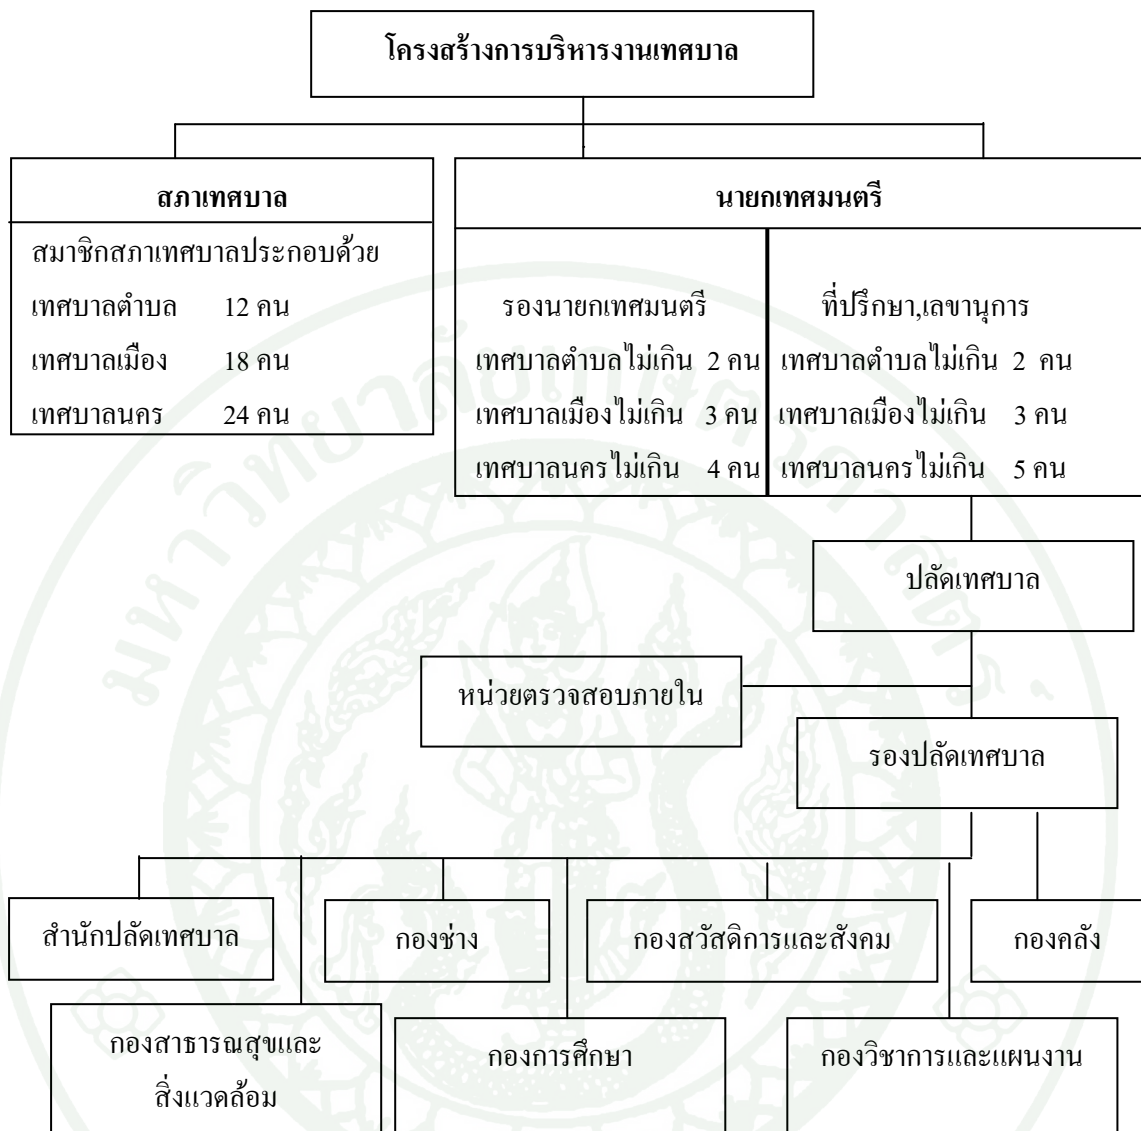 โครงสร้างการบริหารงานเทศบาล
สภาเทศบาล
สมาชิกสภาเทศบาลประกอบด้วย
เทศบาลตำบล 12 คน
เทศบาลเมือง 18 คน
เทศบาลนคร 24 คน
นายกเทศมนตรี
รองนายกเทศมนตรี
เทศบาลตำบลไม่เกิน 2 คน
เทศบาลเมืองไม่เกิน 3 คน
เทศบาลนครไม่เกิน 4 คน
ที่ปรึกษา,เลขานุการ
เทศบาลตำบลไม่เกิน 2 คน
เทศบาลเมืองไม่เกิน 3 คน
เทศบาลนครไม่เกิน 5 คน
ปลัดเทศบาล
หน่วยตรวจสอบภายใน
รองปลัดเทศบาล
สำนักปลัดเทศบาล
กองช่าง
กองสวัสดิการและสังคม
กองคลัง
กองสาธารณสุขและ
สิ่งแวดล้อม
กองการศึกษา
กองวิชาการและแผนงาน
มหาวิทยาลัยเกษตรศาสตร์